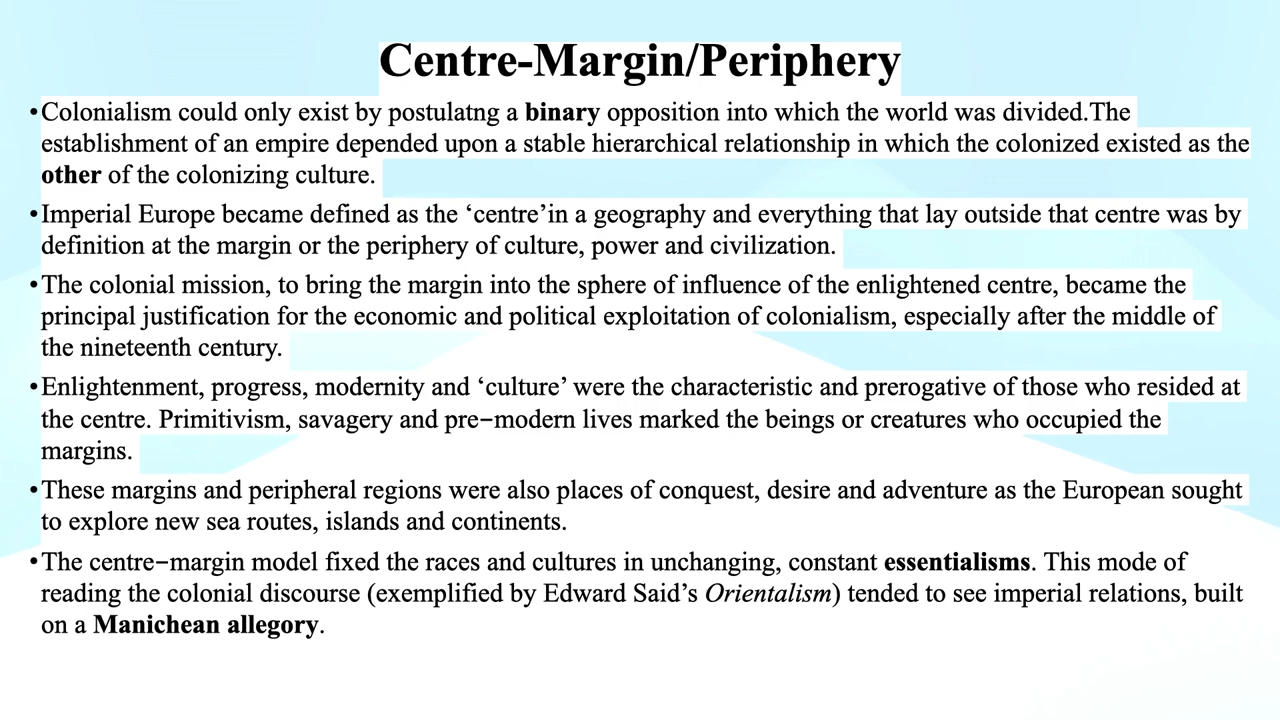 Centre-Margin/Periphery
•Colonialism could only exist by postulatng a binary opposition into which the world was divided.The
establishment of an empire depended upon a stable hierarchical relationship in which the colonized existed as the
other of the colonizing culture.
•Imperial Europe became defined as the ‘centre’in a geography and everything that lay outside that centre was by
definition at the margin or the periphery of culture, power and civilization.
•The colonial mission, to bring the margin into the sphere of influence of the enlightened centre, became the
principal justification for the economic and political exploitation of colonialism, especially after the middle of
the nineteenth century.
•Enlightenment, progress, modernity and ‘culture’ were the characteristic and prerogative of those who resided at
the centre. Primitivism, savagery and pre−modern lives marked the beings or creatures who occupied the
margins.
•These margins and peripheral regions were also places of conquest, desire and adventure as the European sought
to explore new sea routes, islands and continents.
•The centre−margin model fixed the races and cultures in unchanging, constant essentialisms. This mode of
reading the colonial discourse (exemplified by Edward Said’s Orientalism) tended to see imperial relations, built
on a Manichean allegory.